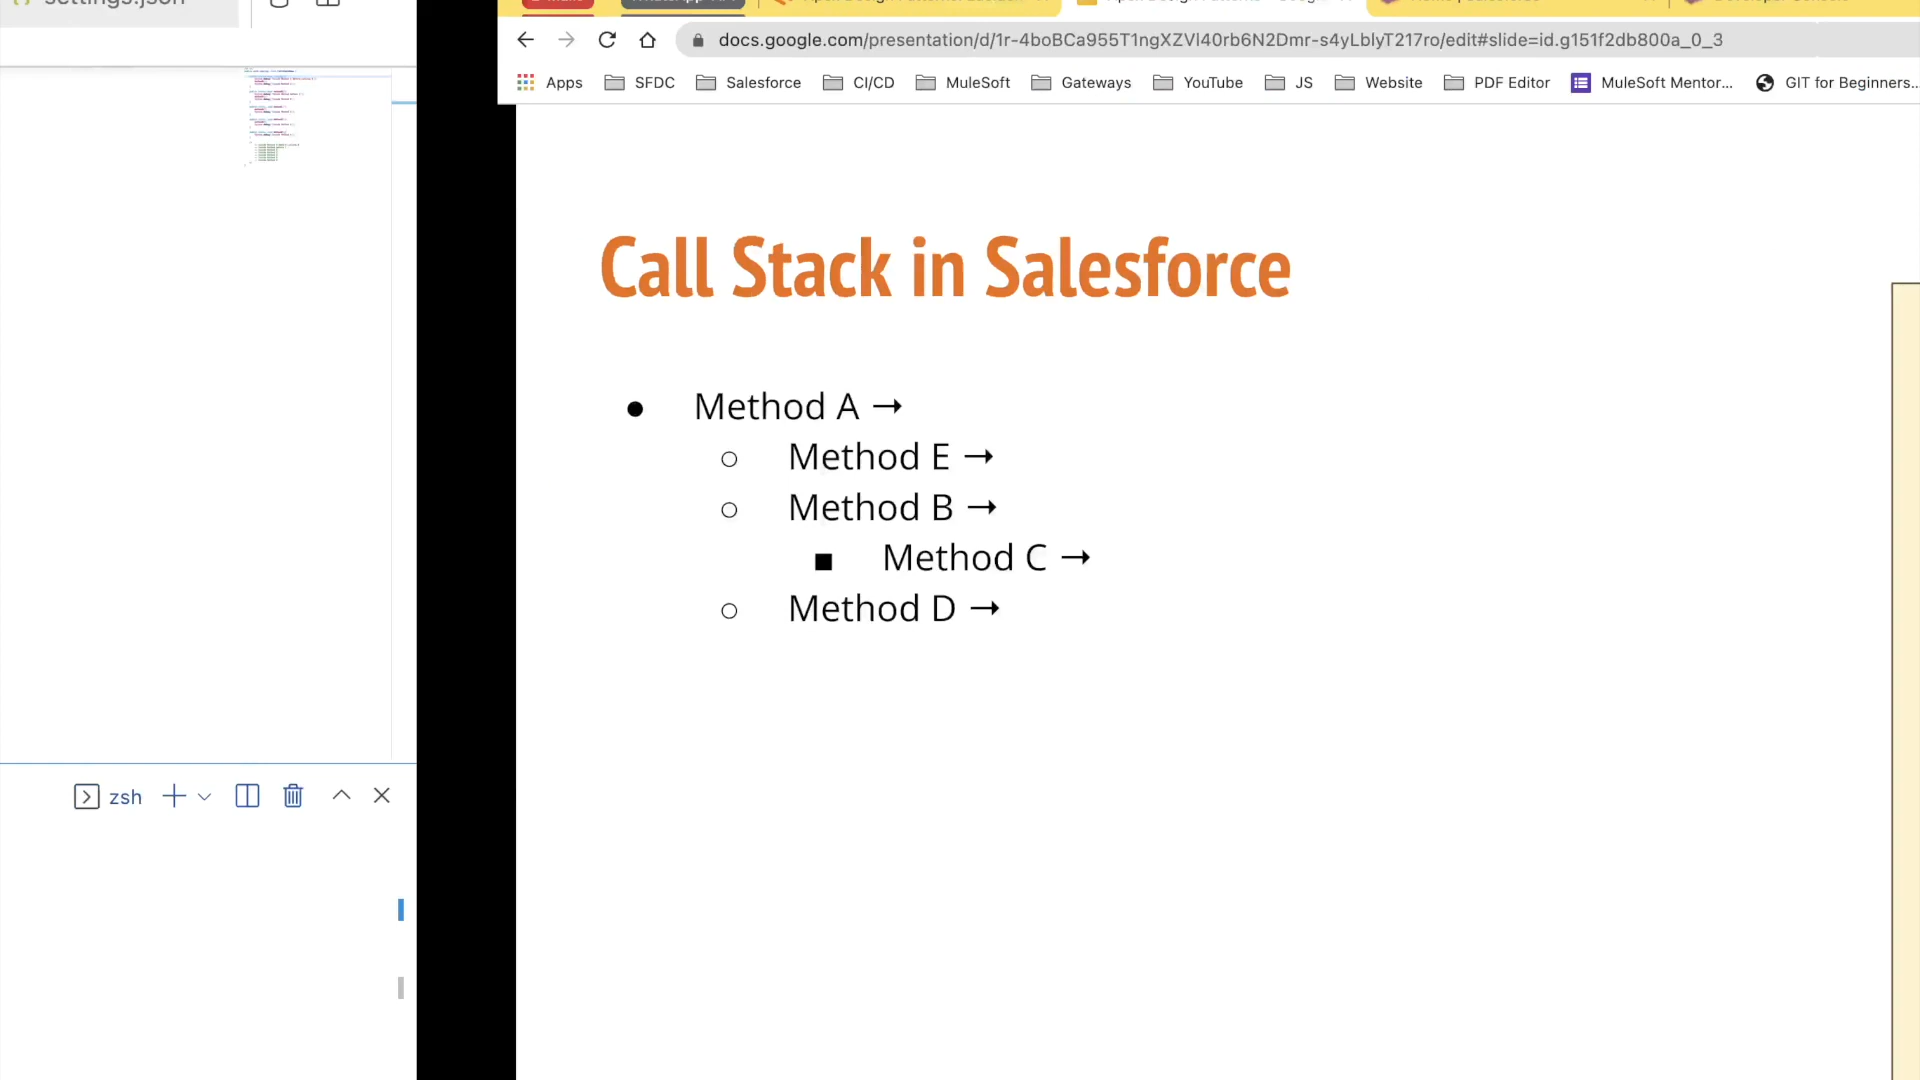 settings.json
docs.google.com/presentation/d/1r-4boBCa955T1ngXZVl40rb6N2Dmr-s4yLblyT217ro/edit#slide=id.g151f2db800a_0_3
Apps SFDC Salesforce CI/CD MuleSoft Gateways YouTube JS Website PDF Editor MuleSoft Mentor... GIT for Beginners...
Call Stack in Salesforce
● Method A →
○ Method E →
○ Method B →
■ Method C →
○ Method D →
zsh